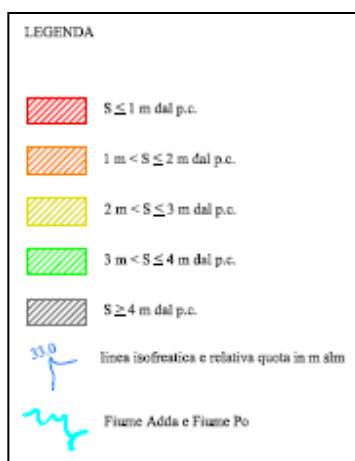 LEGENDA
S ≤ 1 m dal p.c.
1 m < S ≤ 2 m dal p.c.
2 m < S ≤ 3 m dal p.c.
3 m < S ≤ 4 m dal p.c.
S ≥ 4 m dal p.c.
33.0
linea isofreatica e relativa quota in m slm
Fiume Adda e Fiume Po